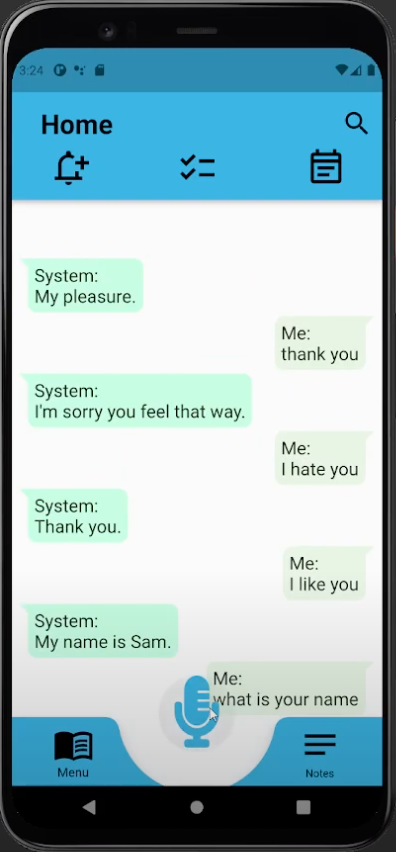 3:24
Home
System:
My pleasure.
Me:
thank you
System:
I'm sorry you feel that way.
Me:
I hate you
System:
Thank you.
Me:
I like you
System:
My name is Sam.
Me:
what is your name
Menu
Notes